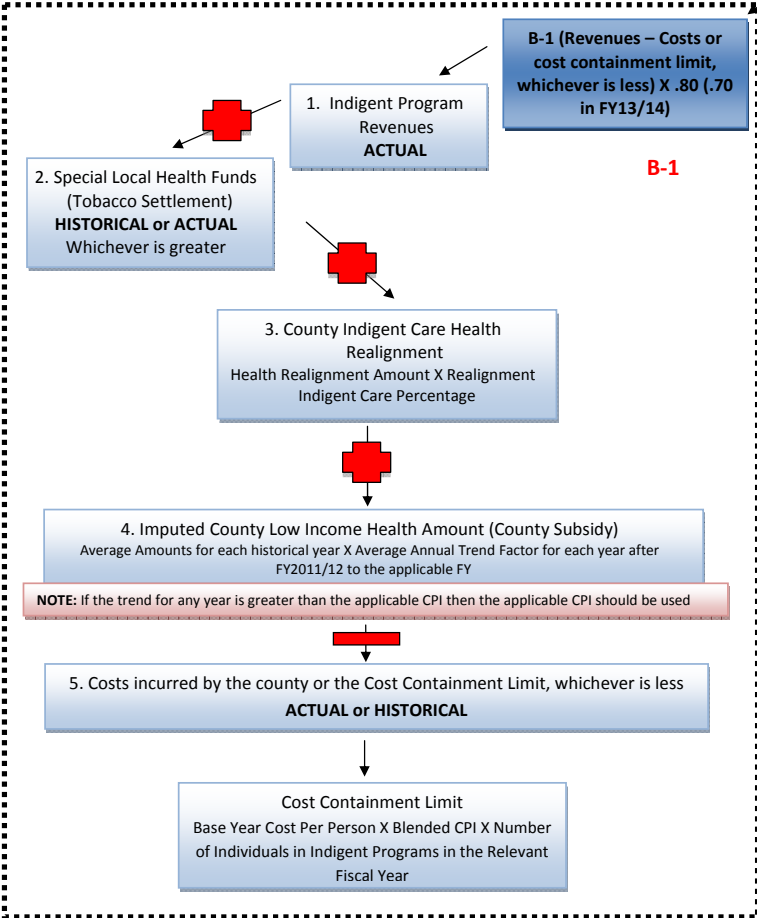 B-1 (Revenues – Costs or
cost containment limit,
whichever is less) X .80 (.70
in FY13/14)
B-1
1. Indigent Program
Revenues
ACTUAL
2. Special Local Health Funds
(Tobacco Settlement)
HISTORICAL or ACTUAL
Whichever is greater
3. County Indigent Care Health
Realignment
Health Realignment Amount X Realignment
Indigent Care Percentage
4. Imputed County Low Income Health Amount (County Subsidy)
Average Amounts for each historical year X Average Annual Trend Factor for each year after
FY2011/12 to the applicable FY
NOTE: If the trend for any year is greater than the applicable CPI then the applicable CPI should be used
5. Costs incurred by the county or the Cost Containment Limit, whichever is less
ACTUAL or HISTORICAL
Cost Containment Limit
Base Year Cost Per Person X Blended CPI X Number
of Individuals in Indigent Programs in the Relevant
Fiscal Year